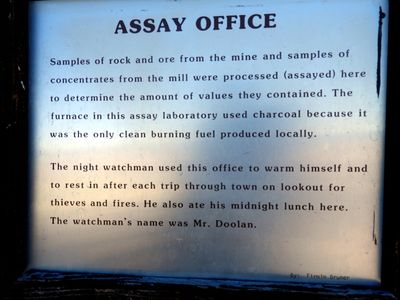 ASSAY OFFICE
Samples of rock and ore from the mine and samples of
concentrates from the mill were processed (assayed) here
to determine the amount of values they contained. The
furnace in this assay laboratory used charcoal because it
was the only clean burning fuel produced locally.
The night watchman used this office to warm himself and
to rest in after each trip through town on lookout for
thieves and fires. He also ate his midnight lunch here.
The watchman's name was Mr. Doolan.
By: